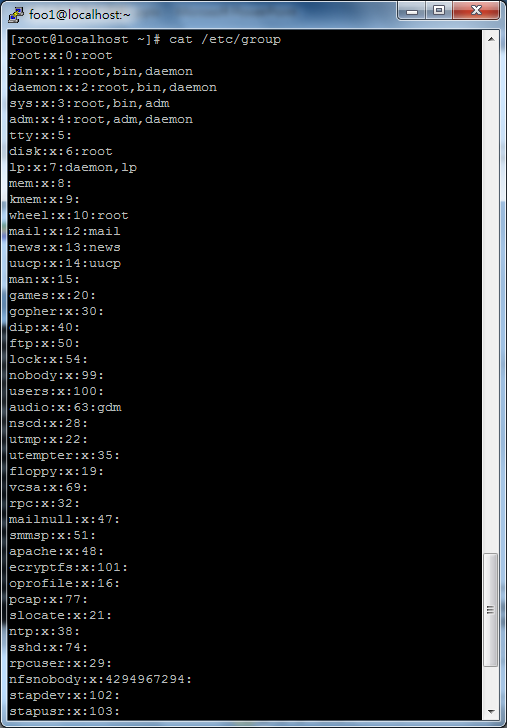 foo1@localhost:~
[root@localhost ~]# cat /etc/group
root:x:0:root
bin:x:1:root,bin,daemon
daemon:x:2:root,bin,daemon
sys:x:3:root,bin,adm
adm:x:4:root,adm,daemon
tty:x:5:
disk:x:6:root
lp:x:7:daemon,lp
mem:x:8:
kmem:x:9:
wheel:x:10:root
mail:x:12:mail
news:x:13:news
uucp:x:14:uucp
man:x:15:
games:x:20:
gopher:x:30:
dip:x:40:
ftp:x:50:
lock:x:54:
nobody:x:99:
users:x:100:
audio:x:63:gdm
nscd:x:28:
utmp:x:22:
utempter:x:35:
floppy:x:19:
vcsa:x:69:
rpc:x:32:
mailnull:x:47:
smmsp:x:51:
apache:x:48:
ecryptfs:x:101:
oprofile:x:16:
pcap:x:77:
slocate:x:21:
ntp:x:38:
sshd:x:74:
rpcuser:x:29:
nfsnobody:x:4294967294:
stapdev:x:102:
stapusr:x:103: